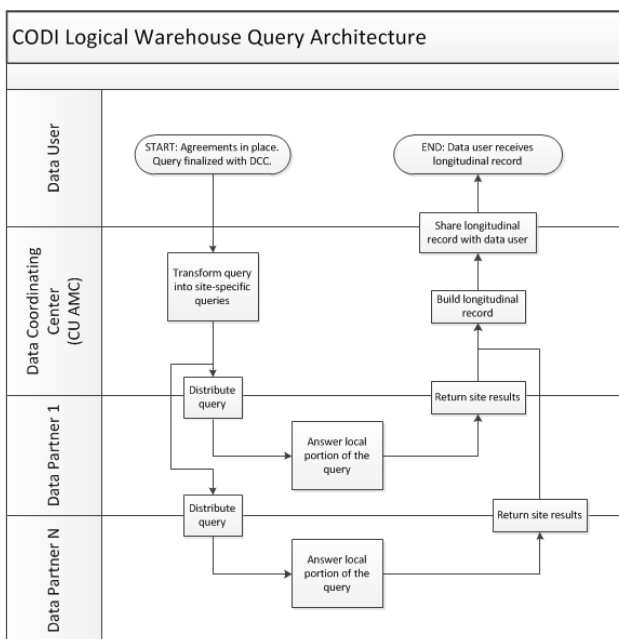 CODI Logical Warehouse Query Architecture
Data User
START: Agreements in place.
Query finalized with DCC.
END: Data user receives
longitudinal record
Share longitudinal
record with data user
Data Coordinating
Center
(CU AMC)
Transform query
into site-specific
queries
Build longitudinal
record
Distribute
query
Return site results
Data Partner 1
Answer local
portion of the
query
Distribute
query
Return site results
Data Partner N
Answer local
portion of the
query